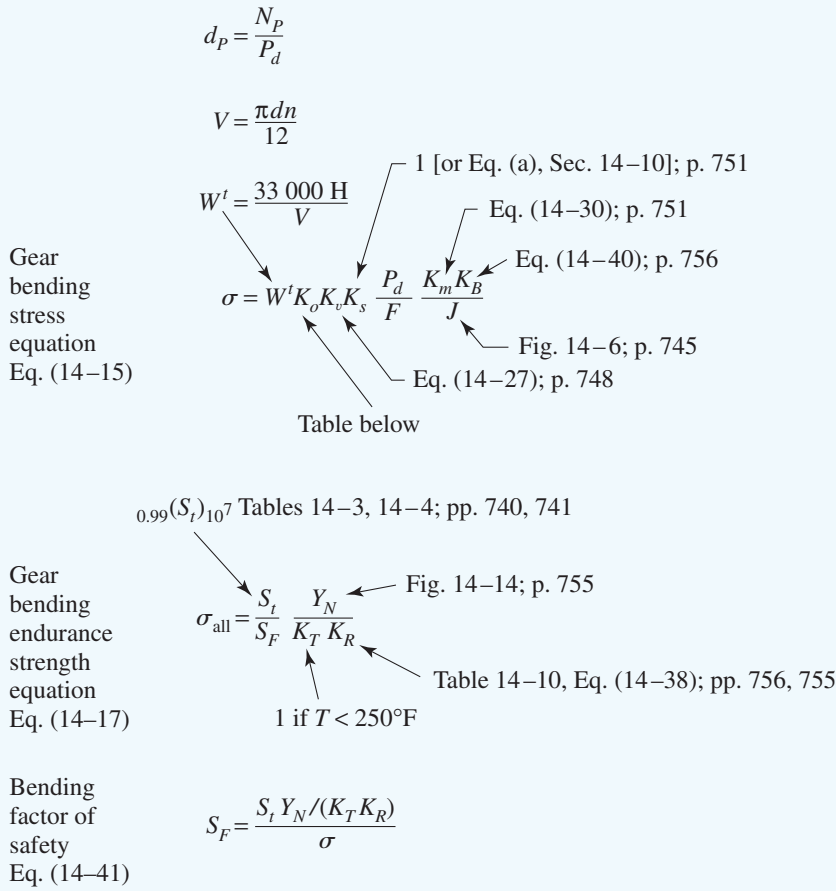 d_P = N_P / P_d
V = πdn / 12
1 [or Eq. (a), Sec. 14–10]; p. 751
W^t = 33 000 H / V
Eq. (14–30); p. 751
Gear
bending
stress
equation
Eq. (14–15)
Eq. (14–40); p. 756
σ = W^t K_o K_v K_s P_d / F K_m K_B / J
Fig. 14–6; p. 745
Eq. (14–27); p. 748
Table below
0.99(S_t)10^7 Tables 14–3, 14–4; pp. 740, 741
Gear
bending
endurance
strength
equation
Eq. (14–17)
Fig. 14–14; p. 755
σ_all = S_t / S_F Y_N / K_T K_R
Table 14–10, Eq. (14–38); pp. 756, 755
1 if T < 250°F
Bending
factor of
safety
Eq. (14–41)
S_F = S_t Y_N /(K_T K_R) / σ